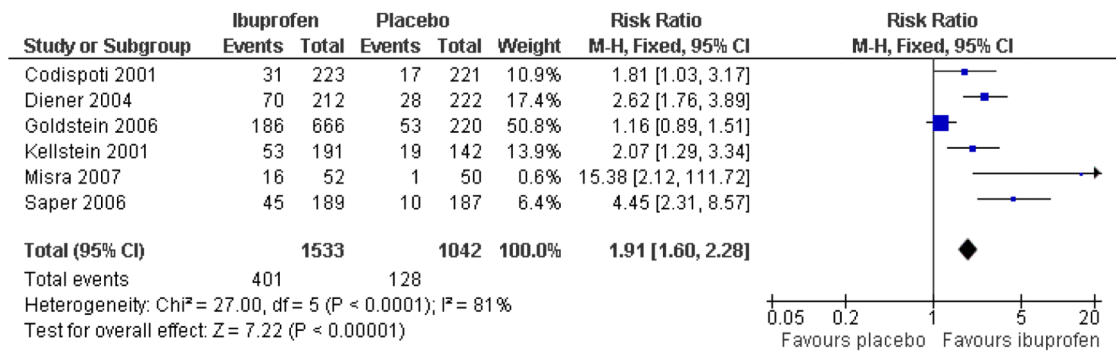 Ibuprofen Placebo Risk Ratio Risk Ratio
Study or Subgroup Events Total Events Total Weight M-H, Fixed, 95% CI M-H, Fixed, 95% CI
Codispoti 2001 31 223 17 221 10.9% 1.81 [1.03, 3.17]
Diener 2004 70 212 28 222 17.4% 2.62 [1.76, 3.89]
Goldstein 2006 186 666 53 220 50.8% 1.16 [0.89, 1.51]
Kellstein 2001 53 191 19 142 13.9% 2.07 [1.29, 3.34]
Misra 2007 16 52 1 50 0.6% 15.38 [2.12, 111.72]
Saper 2006 45 189 10 187 6.4% 4.45 [2.31, 8.57]
Total (95% CI) 1533 1042 100.0% 1.91 [1.60, 2.28]
Total events 401 128
Heterogeneity: Chi² = 27.00, df = 5 (P < 0.0001); I² = 81%
Test for overall effect: Z = 7.22 (P < 0.00001)
0.05 0.2 1 5 20
Favours placebo Favours ibuprofen